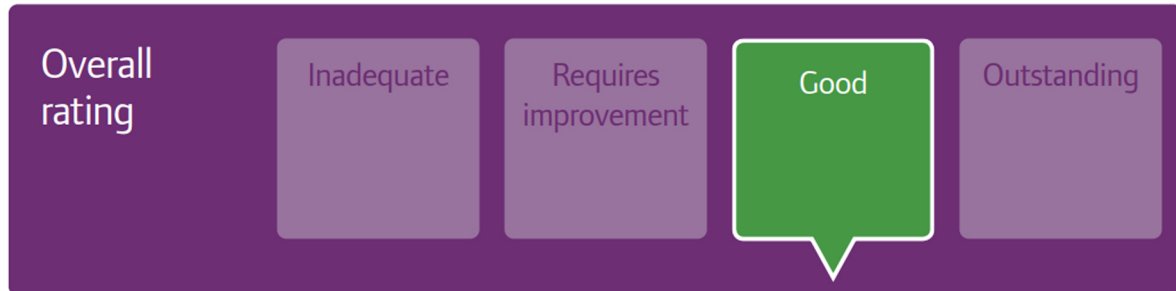 Overall
rating
Inadequate
Requires
improvement
Good
Outstanding